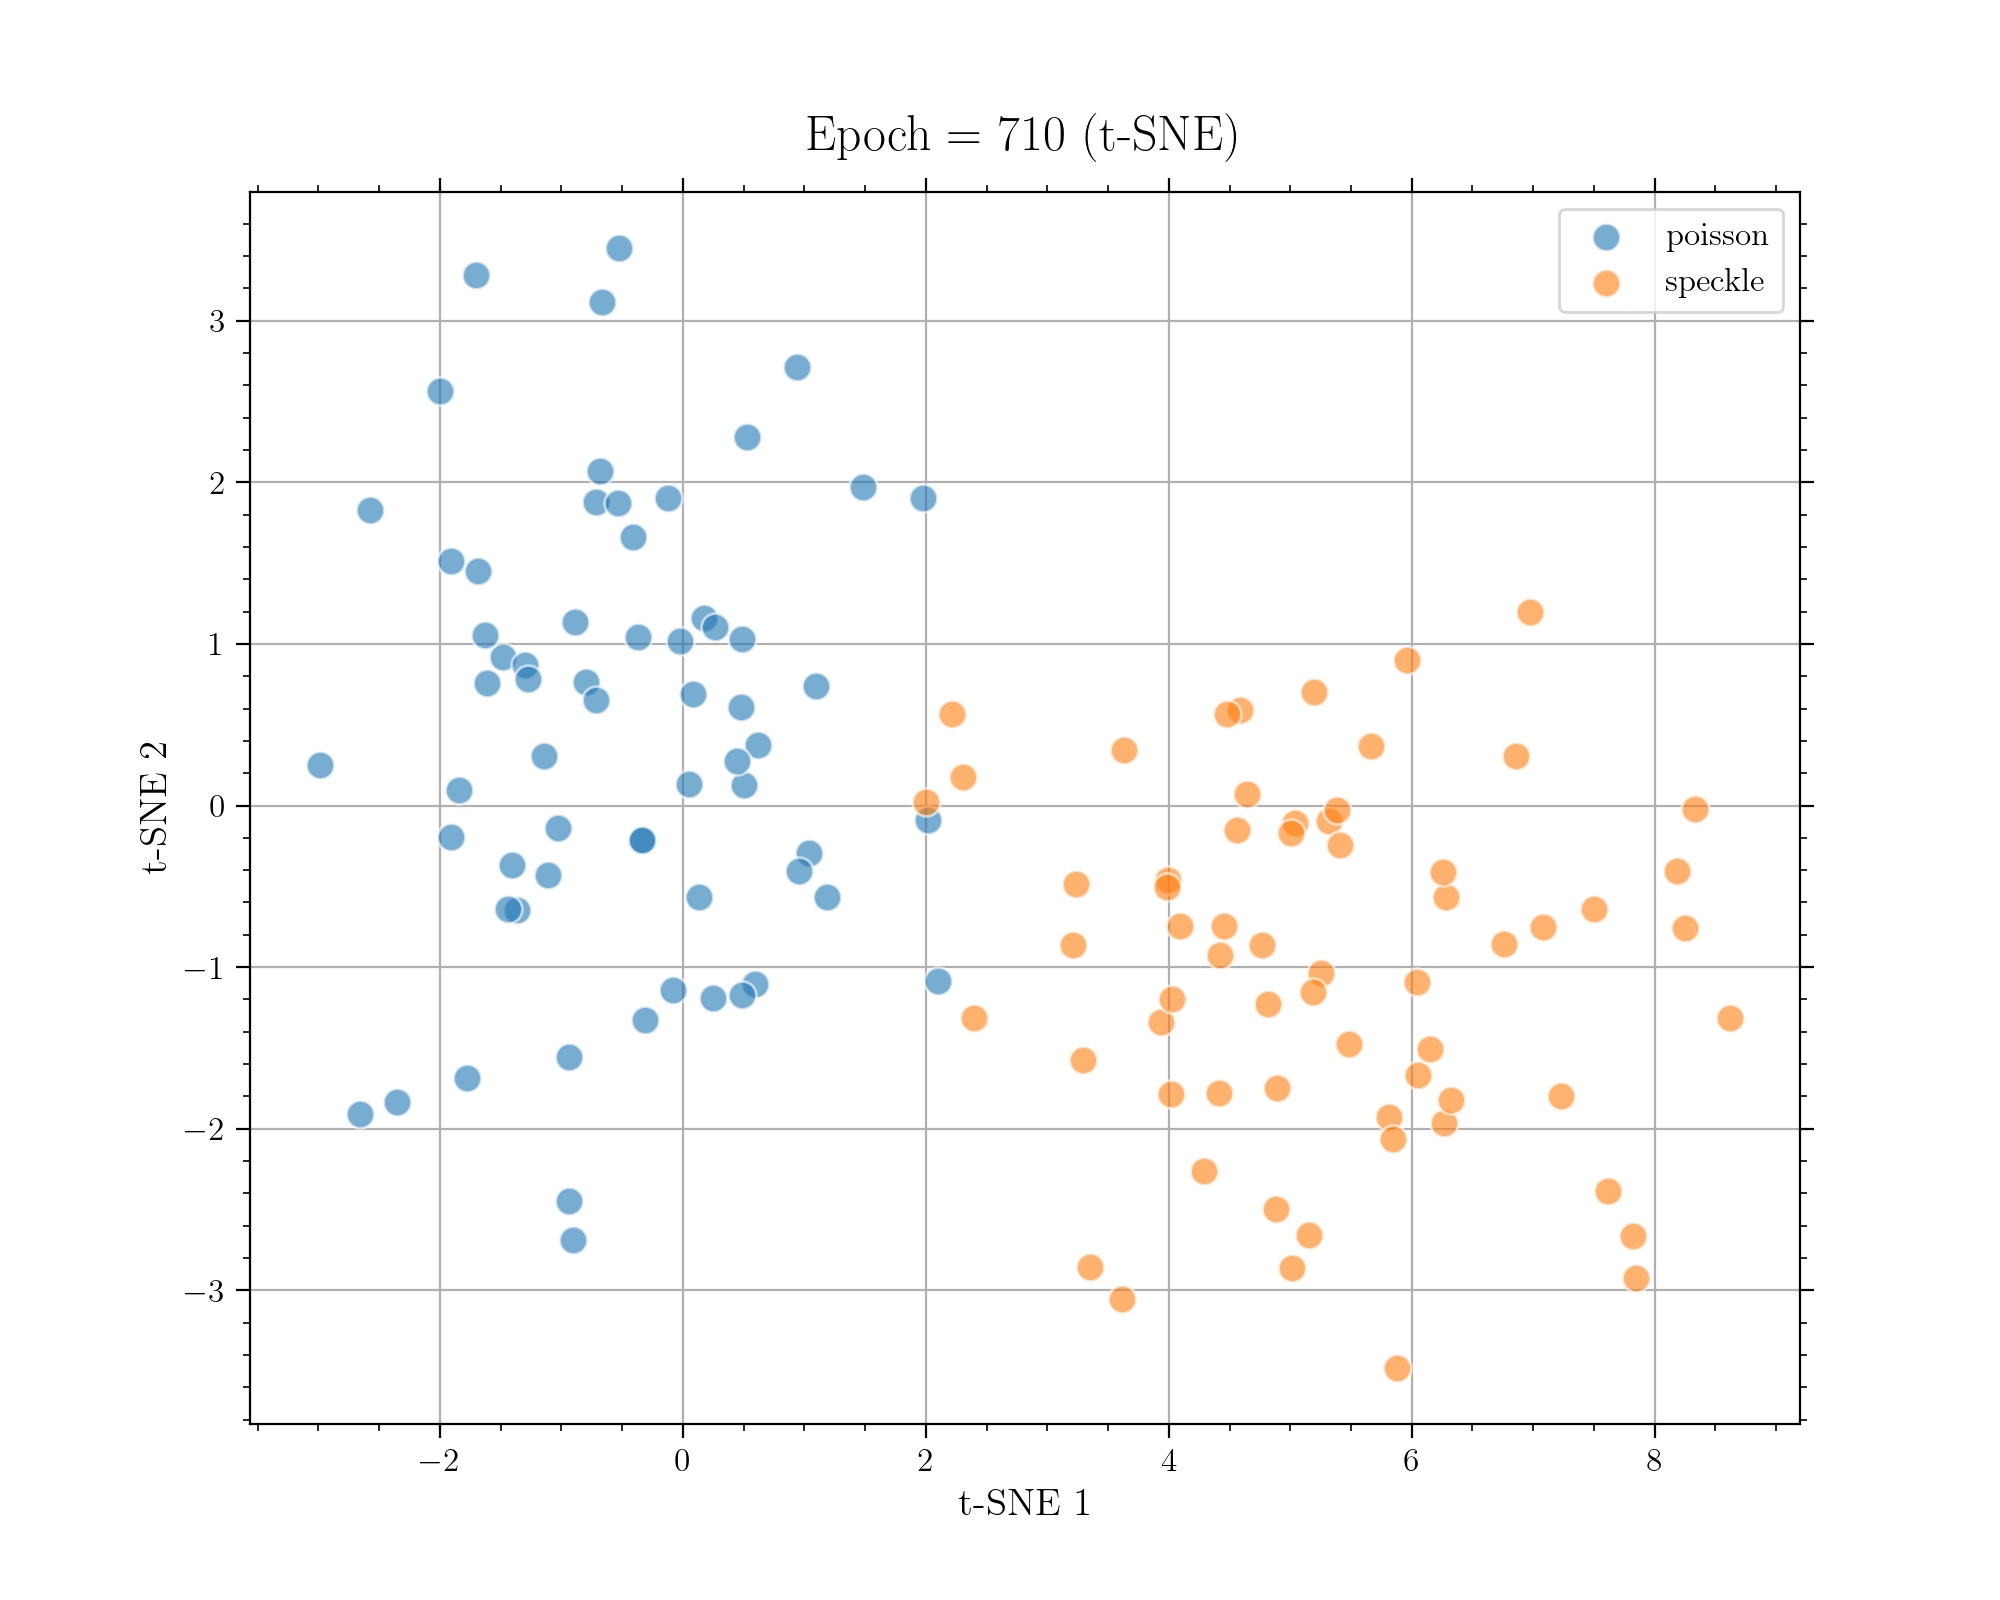 Epoch = 710 (t-SNE)
poisson
speckle
3
2
1
0
−1
−2
−3
t-SNE 2
−2 0 2 4 6 8
t-SNE 1